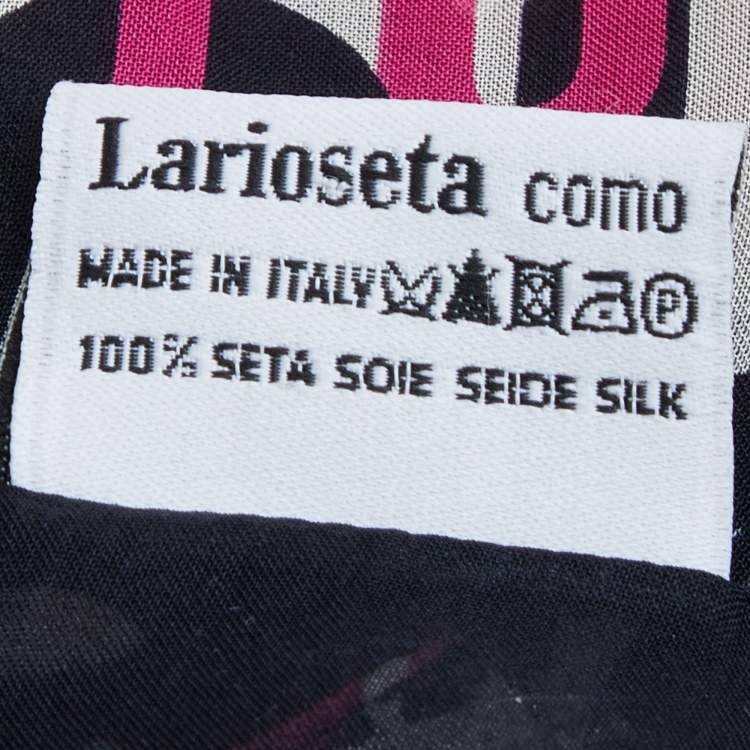 Larioseta como
MADE IN ITALY P
100% SETA SOIE SEIDE SILK